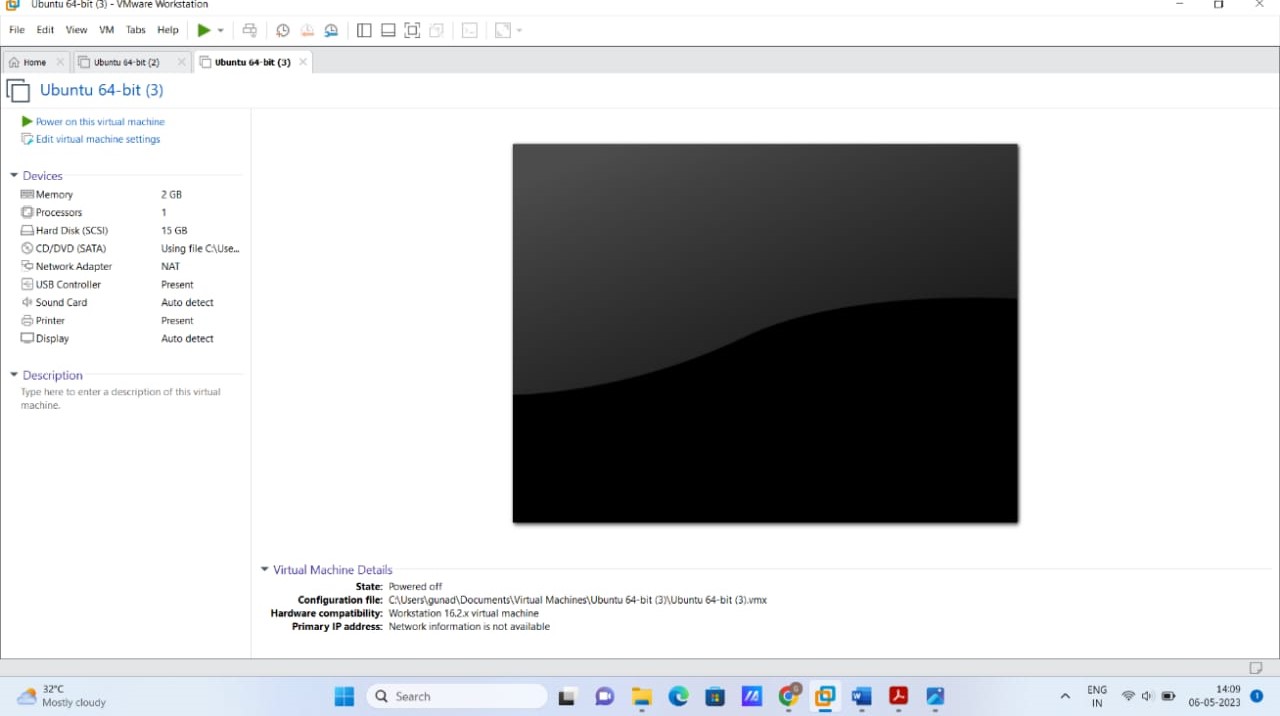 Ubuntu 64-bit (3) - VMware Workstation
File Edit View VM Tabs Help
Home Ubuntu 64-bit (2) Ubuntu 64-bit (3)
Ubuntu 64-bit (3)
Power on this virtual machine
Edit virtual machine settings
Devices
Memory 2 GB
Processors 1
Hard Disk (SCSI) 15 GB
CD/DVD (SATA) Using file C:\Use...
Network Adapter NAT
USB Controller Present
Sound Card Auto detect
Printer Present
Display Auto detect
Description
Type here to enter a description of this virtual
machine.
Virtual Machine Details
State: Powered off
Configuration file: C:\Users\gunad\Documents\Virtual Machines\Ubuntu 64-bit (3)\Ubuntu 64-bit (3).vmx
Hardware compatibility: Workstation 16.2.x virtual machine
Primary IP address: Network information is not available
32°C
Mostly cloudy
Search
ENG
IN
14:09
06-05-2023
1